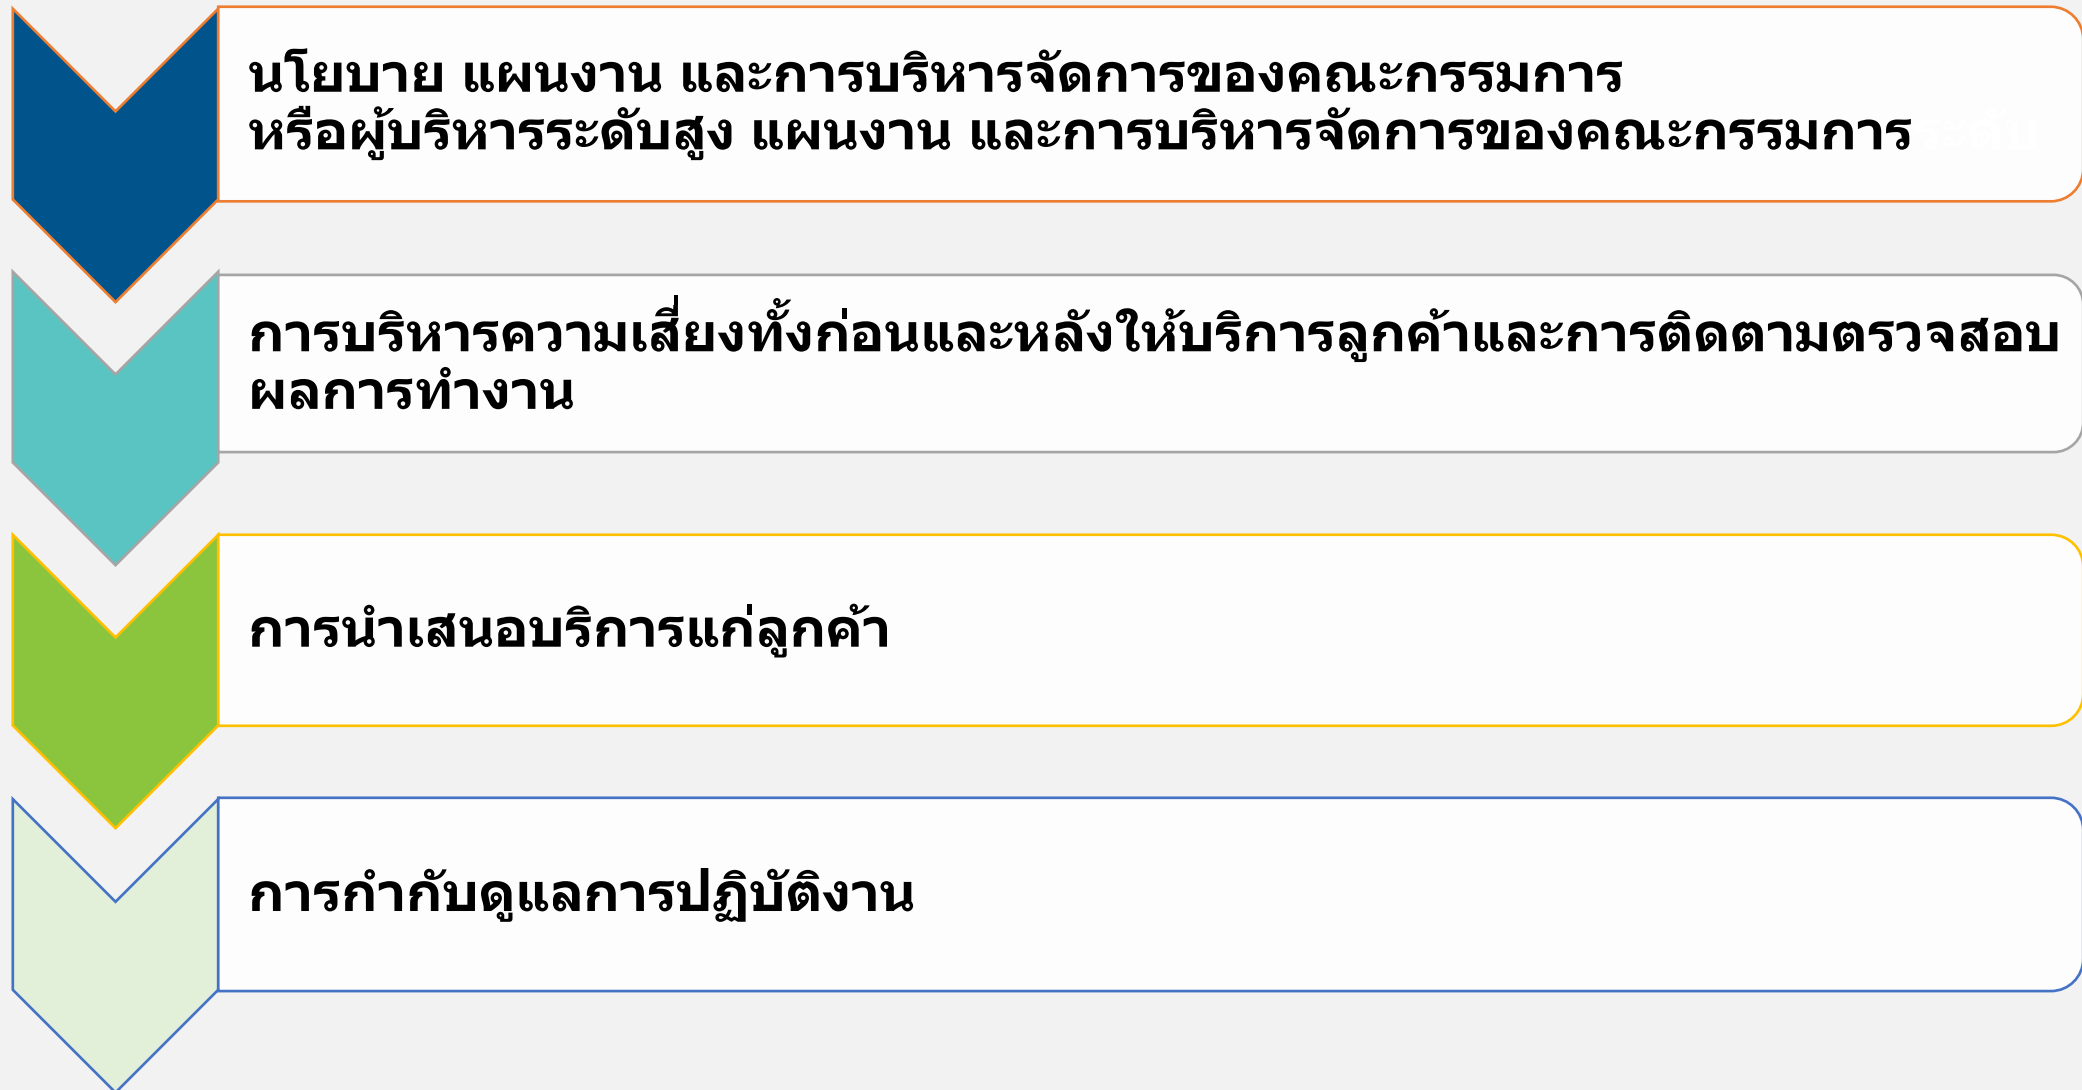 นโยบาย แผนงาน และการบริหารจัดการของคณะกรรมการ
หรือผู้บริหารระดับสูง แผนงาน และการบริหารจัดการของคณะกรรมการระดับ
การบริหารความเสี่ยงทั้งก่อนและหลังให้บริการลูกค้าและการติดตามตรวจสอบ
ผลการทำงาน
การนำเสนอบริการแก่ลูกค้า
การกำกับดูแลการปฏิบัติงาน